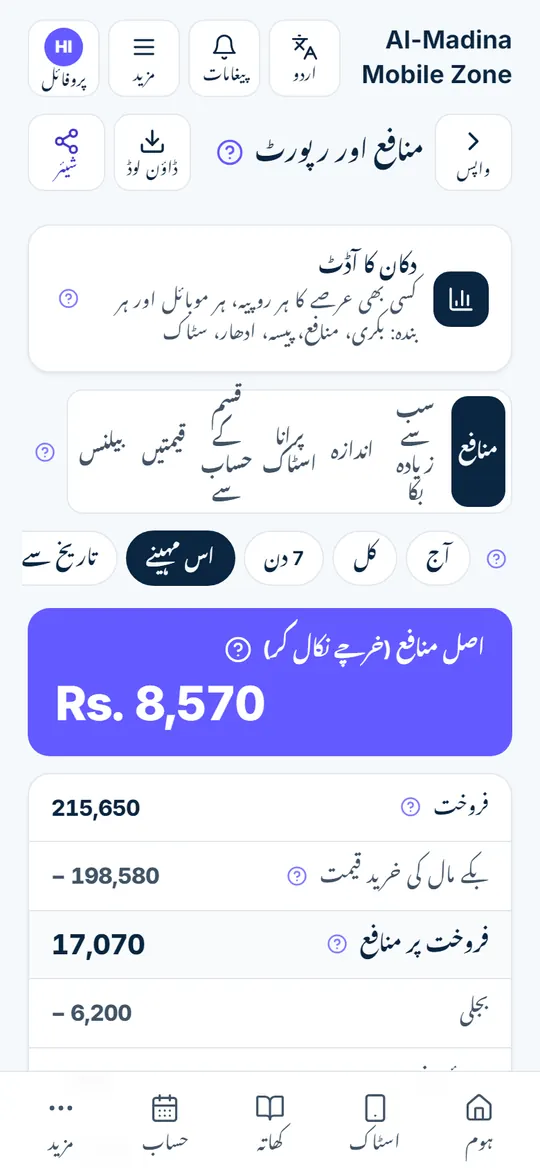 Al-Madina
Mobile Zone
اردو
پیغامات
مزید
HI
پروفائل
واپس
منافع اور رپورٹ
ڈاؤن لوڈ
شیئر
دکان کا آڈٹ
کسی بھی عرصے کا ہر روپیہ، ہر موبائل اور ہر
بندہ: بکری، منافع، پیسہ، ادھار، سٹاک
منافع
سب
سے
زیادہ
بکا
اندازہ
پرانا
اسٹاک
قسم
کے
حساب
سے
قیمتیں
بیلنس
آج
کل
7 دن
اس مہینے
تاریخ سے
اصل منافع (خرچے نکال کر)
Rs. 8,570
فروخت
215,650
بکے مال کی خرید قیمت
– 198,580
فروخت پر منافع
17,070
بجلی
– 6,200
ہوم
اسٹاک
کھاتہ
حساب
مزید